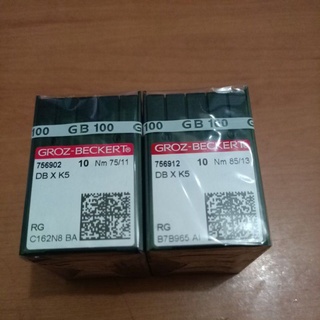 100 GB 100
GROZ-BECKERT®
756902 10 Nm 75/11
DB X K5
RG
C162N8 BA
100 GB 100
GROZ-BECKERT®
756912 10 Nm 85/13
DB X K5
RG
B7B965 AI